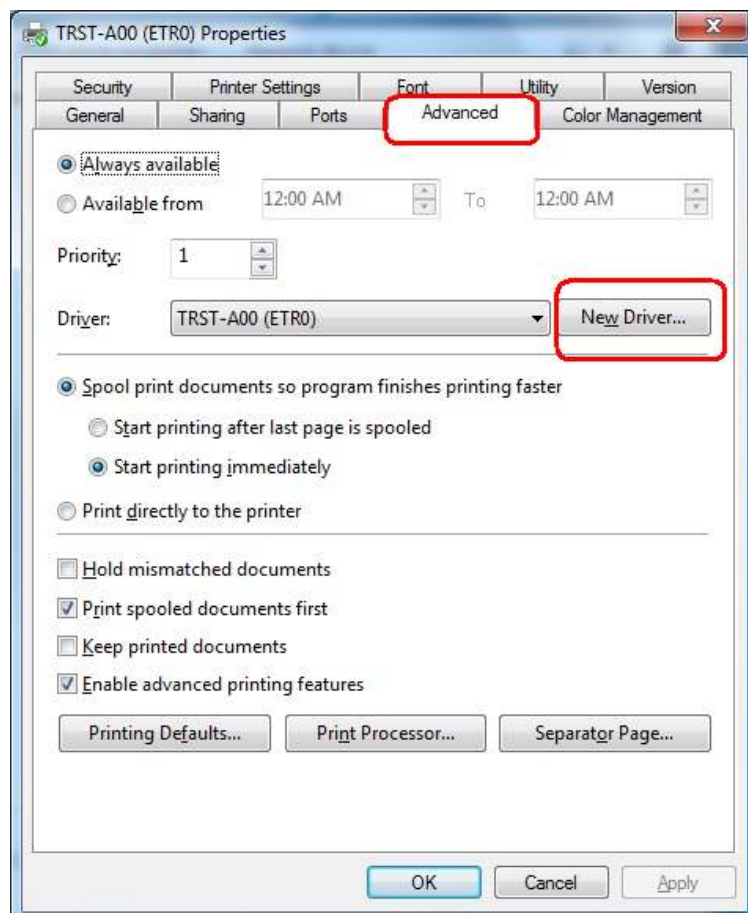 TRST-A00 (ETR0) Properties
Security Printer Settings Font Utility Version
General Sharing Ports Advanced Color Management
Always available
Available from 12:00 AM To 12:00 AM
Priority: 1
Driver: TRST-A00 (ETR0) New Driver...
Spool print documents so program finishes printing faster
Start printing after last page is spooled
Start printing immediately
Print directly to the printer
Hold mismatched documents
Print spooled documents first
Keep printed documents
Enable advanced printing features
Printing Defaults... Print Processor... Separator Page...
OK Cancel Apply